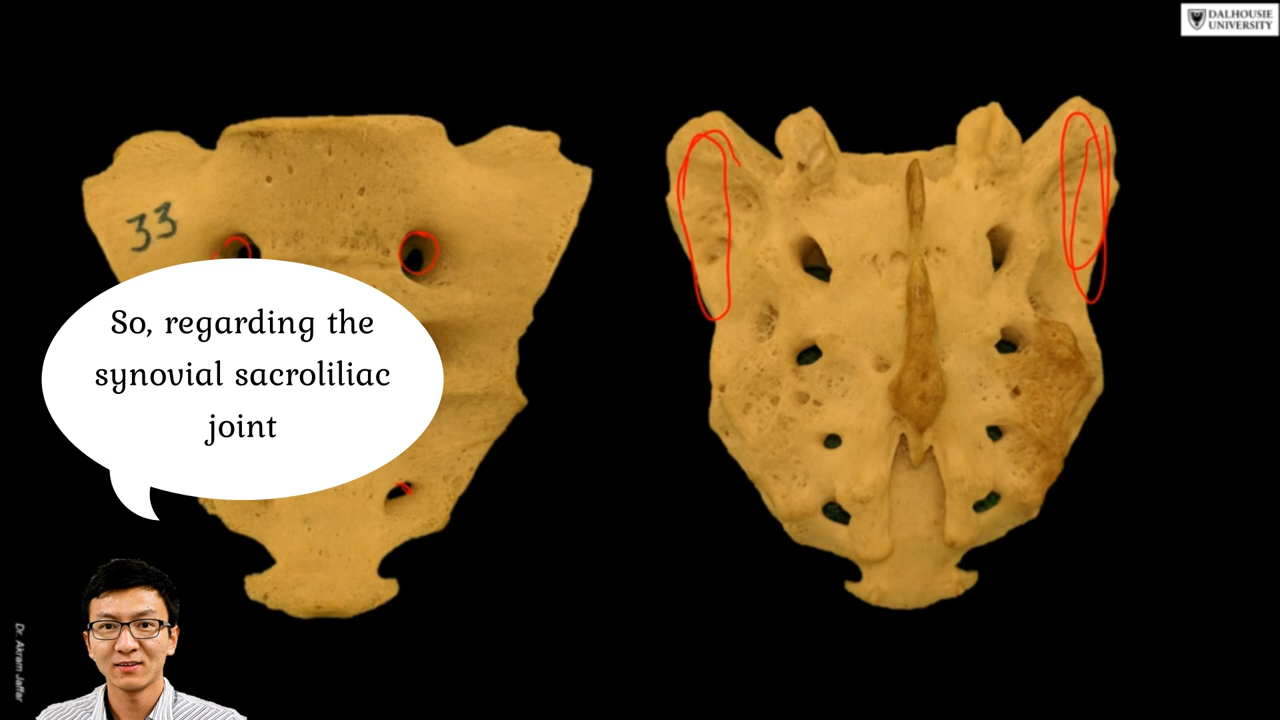 DALHOUSIE
UNIVERSITY
33
So, regarding the
synovial sacroliliac
joint
Dr. Akram Jaffar